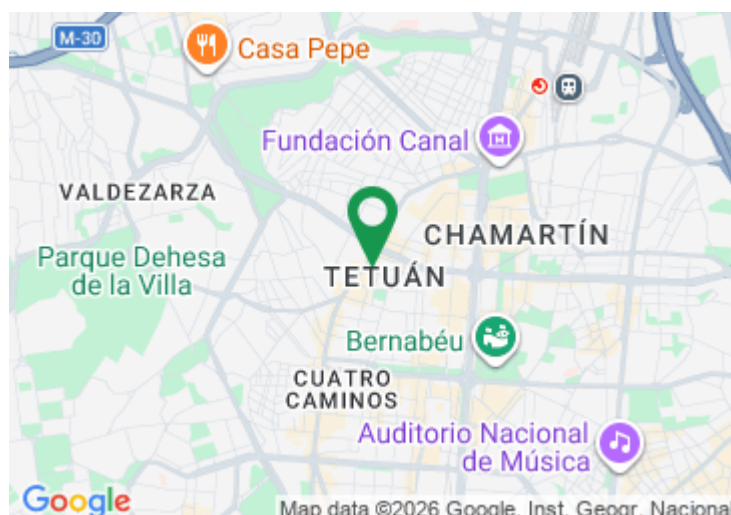 M-30
Casa Pepe
Fundación Canal
VALDEZARZA
CHAMARTÍN
Parque Dehesa
de la Villa
TETUÁN
Bernabéu
CUATRO
CAMINOS
Auditorio Nacional
de Música
Google
Map data ©2026 Google, Inst. Geogr. Nacional